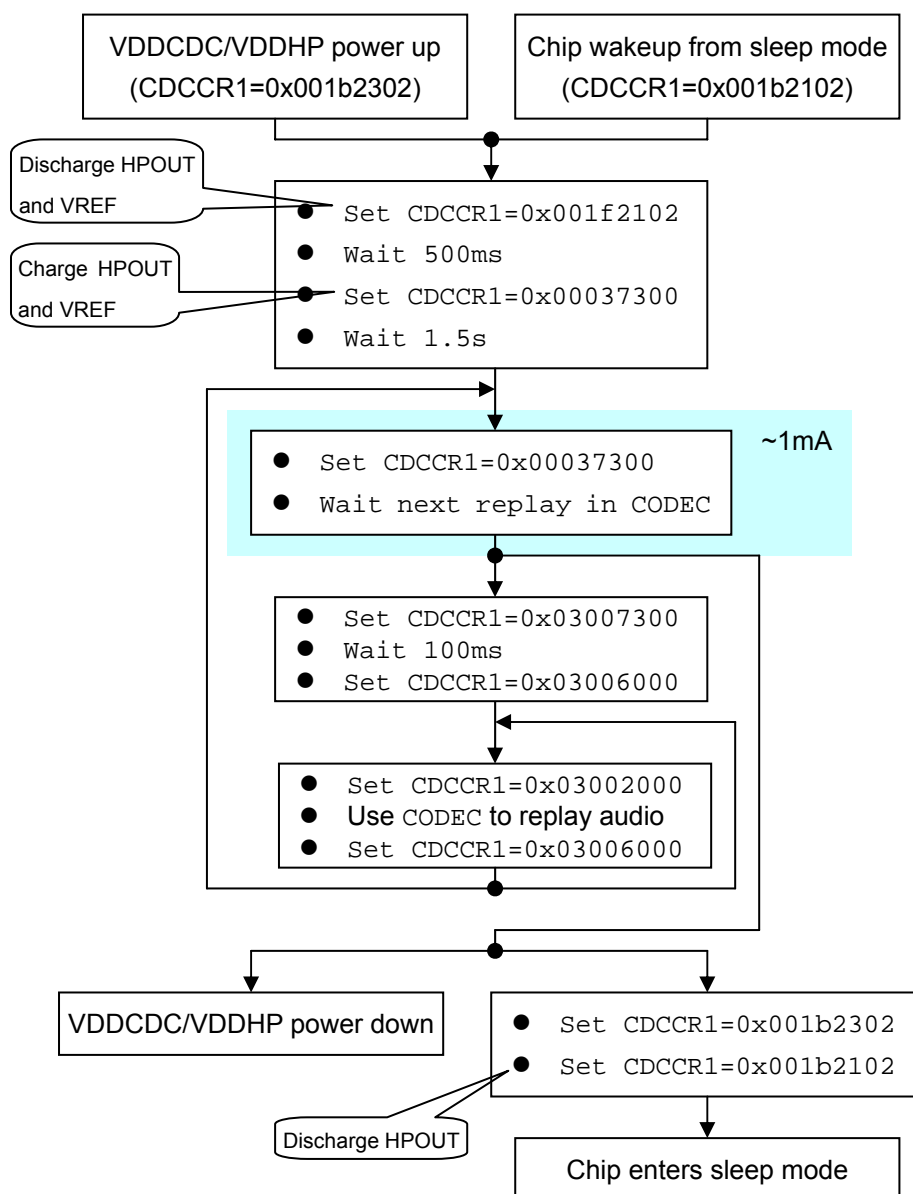 VDDCDC/VDDHP power up
(CDCCR1=0x001b2302)
Chip wakeup from sleep mode
(CDCCR1=0x001b2102)
Discharge HPOUT
and VREF
Set CDCCR1=0x001f2102
Wait 500ms
Charge HPOUT
and VREF
Set CDCCR1=0x00037300
Wait 1.5s
~1mA
Set CDCCR1=0x00037300
Wait next replay in CODEC
Set CDCCR1=0x03007300
Wait 100ms
Set CDCCR1=0x03006000
Set CDCCR1=0x03002000
Use CODEC to replay audio
Set CDCCR1=0x03006000
VDDCDC/VDDHP power down
Set CDCCR1=0x001b2302
Set CDCCR1=0x001b2102
Discharge HPOUT
Chip enters sleep mode